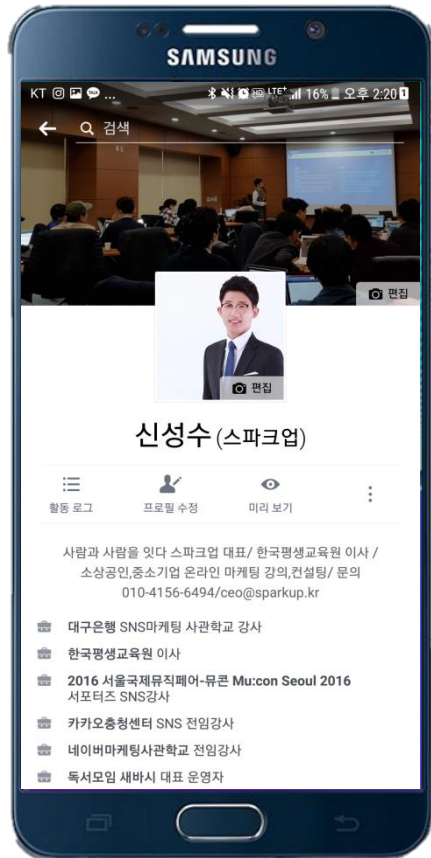 SAMSUNG
KT ... LTE+ 16% 오후 2:20
검색
편집
편집
신성수 (스파크업)
활동 로그 프로필 수정 미리 보기
사람과 사람을 잇다 스파크업 대표/ 한국평생교육원 이사 /
소상공인,중소기업 온라인 마케팅 강의,컨설팅/ 문의
010-4156-6494/ceo@sparkup.kr
대구은행 SNS마케팅 사관학교 강사
한국평생교육원 이사
2016 서울국제뮤직페어-뮤콘 Mu:con Seoul 2016
서포터즈 SNS강사
카카오충청센터 SNS 전임강사
네이버마케팅사관학교 전임강사
독서모임 새바시 대표 운영자